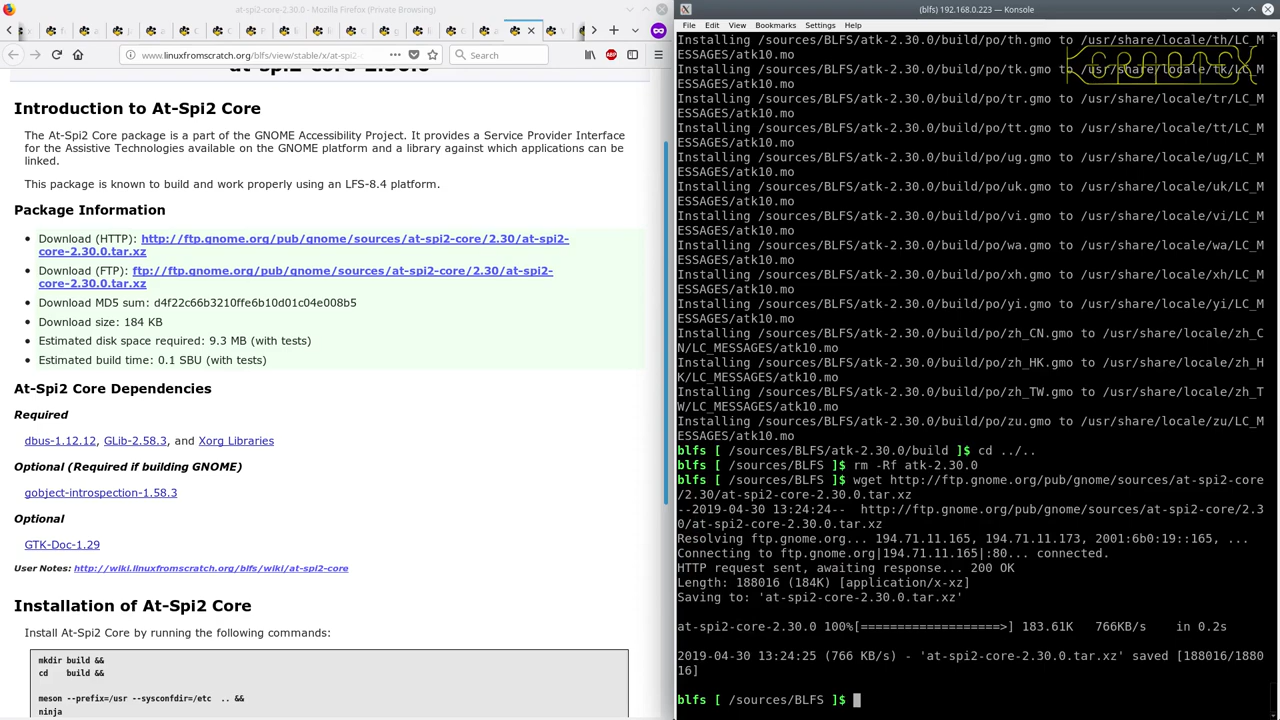 at-spi2-core-2.30.0 - Mozilla Firefox (Private Browsing)
www.linuxfromscratch.org/blfs/view/stable/x/at-spi2-c
Search
at-spi2-core-2.30.0
Introduction to At-Spi2 Core
The At-Spi2 Core package is a part of the GNOME Accessibility Project. It provides a Service Provider Interface
for the Assistive Technologies available on the GNOME platform and a library against which applications can be
linked.
This package is known to build and work properly using an LFS-8.4 platform.
Package Information
Download (HTTP): http://ftp.gnome.org/pub/gnome/sources/at-spi2-core/2.30/at-spi2-
core-2.30.0.tar.xz
Download (FTP): ftp://ftp.gnome.org/pub/gnome/sources/at-spi2-core/2.30/at-spi2-
core-2.30.0.tar.xz
Download MD5 sum: d4f22c66b3210ffe6b10d01c04e008b5
Download size: 184 KB
Estimated disk space required: 9.3 MB (with tests)
Estimated build time: 0.1 SBU (with tests)
At-Spi2 Core Dependencies
Required
dbus-1.12.12, GLib-2.58.3, and Xorg Libraries
Optional (Required if building GNOME)
gobject-introspection-1.58.3
Optional
GTK-Doc-1.29
User Notes: http://wiki.linuxfromscratch.org/blfs/wiki/at-spi2-core
Installation of At-Spi2 Core
Install At-Spi2 Core by running the following commands:
mkdir build &&
cd    build &&
meson --prefix=/usr --sysconfdir=/etc  .. &&
ninja
(blfs) 192.168.0.223 — Konsole
File Edit View Bookmarks Settings Help
Installing /sources/BLFS/atk-2.30.0/build/po/th.gmo to /usr/share/locale/th/LC_M
ESSAGES/atk10.mo
Installing /sources/BLFS/atk-2.30.0/build/po/tk.gmo to /usr/share/locale/tk/LC_M
ESSAGES/atk10.mo
Installing /sources/BLFS/atk-2.30.0/build/po/tr.gmo to /usr/share/locale/tr/LC_M
ESSAGES/atk10.mo
Installing /sources/BLFS/atk-2.30.0/build/po/tt.gmo to /usr/share/locale/tt/LC_M
ESSAGES/atk10.mo
Installing /sources/BLFS/atk-2.30.0/build/po/ug.gmo to /usr/share/locale/ug/LC_M
ESSAGES/atk10.mo
Installing /sources/BLFS/atk-2.30.0/build/po/uk.gmo to /usr/share/locale/uk/LC_M
ESSAGES/atk10.mo
Installing /sources/BLFS/atk-2.30.0/build/po/vi.gmo to /usr/share/locale/vi/LC_M
ESSAGES/atk10.mo
Installing /sources/BLFS/atk-2.30.0/build/po/wa.gmo to /usr/share/locale/wa/LC_M
ESSAGES/atk10.mo
Installing /sources/BLFS/atk-2.30.0/build/po/xh.gmo to /usr/share/locale/xh/LC_M
ESSAGES/atk10.mo
Installing /sources/BLFS/atk-2.30.0/build/po/yi.gmo to /usr/share/locale/yi/LC_M
ESSAGES/atk10.mo
Installing /sources/BLFS/atk-2.30.0/build/po/zh_CN.gmo to /usr/share/locale/zh_C
N/LC_MESSAGES/atk10.mo
Installing /sources/BLFS/atk-2.30.0/build/po/zh_HK.gmo to /usr/share/locale/zh_H
K/LC_MESSAGES/atk10.mo
Installing /sources/BLFS/atk-2.30.0/build/po/zh_TW.gmo to /usr/share/locale/zh_T
W/LC_MESSAGES/atk10.mo
Installing /sources/BLFS/atk-2.30.0/build/po/zu.gmo to /usr/share/locale/zu/LC_M
ESSAGES/atk10.mo
blfs [ /sources/BLFS/atk-2.30.0/build ]$ cd ../..
blfs [ /sources/BLFS ]$ rm -Rf atk-2.30.0
blfs [ /sources/BLFS ]$ wget http://ftp.gnome.org/pub/gnome/sources/at-spi2-core
/2.30/at-spi2-core-2.30.0.tar.xz
--2019-04-30 13:24:24--  http://ftp.gnome.org/pub/gnome/sources/at-spi2-core/2.3
0/at-spi2-core-2.30.0.tar.xz
Resolving ftp.gnome.org... 194.71.11.165, 194.71.11.173, 2001:6b0:19::165, ...
Connecting to ftp.gnome.org|194.71.11.165|:80... connected.
HTTP request sent, awaiting response... 200 OK
Length: 188016 (184K) [application/x-xz]
Saving to: 'at-spi2-core-2.30.0.tar.xz'
at-spi2-core-2.30.0 100%[===================>] 183.61K   766KB/s    in 0.2s
2019-04-30 13:24:25 (766 KB/s) - 'at-spi2-core-2.30.0.tar.xz' saved [188016/1880
16]
blfs [ /sources/BLFS ]$